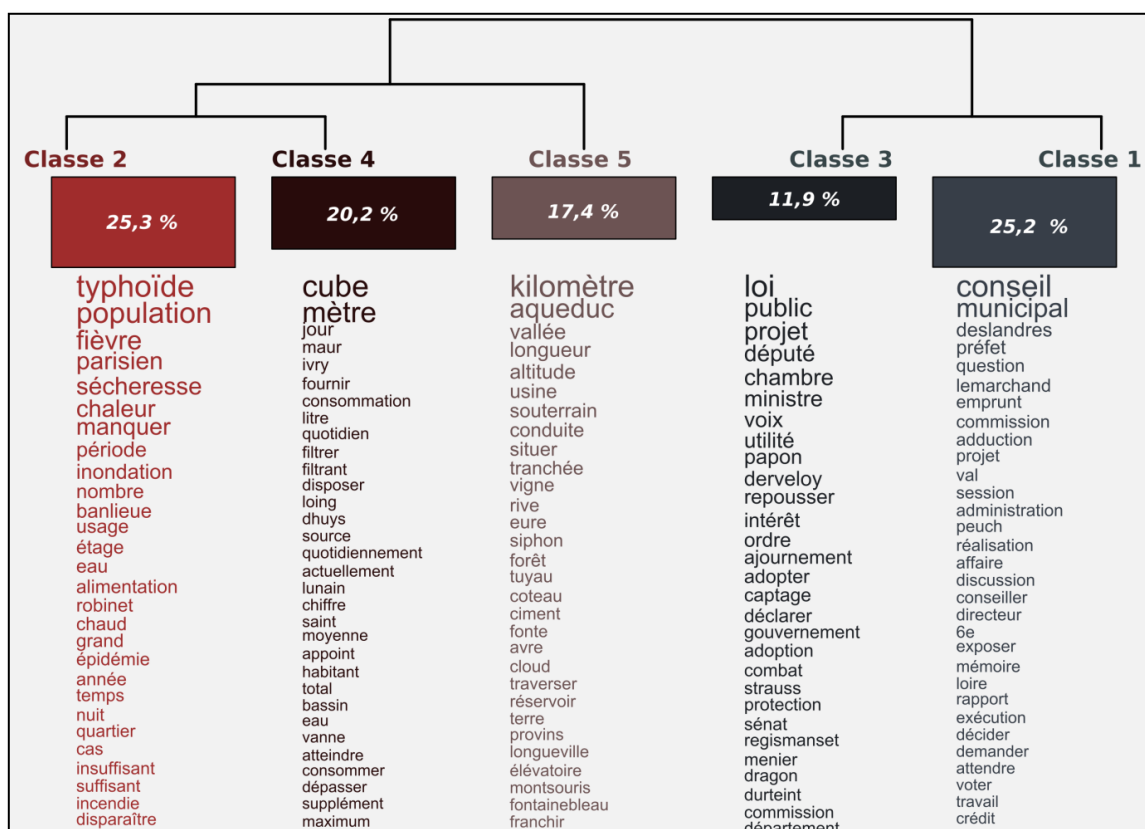 Classe 2
Classe 4
Classe 5
Classe 3
Classe 1
25,3 %
20,2 %
17,4 %
11,9 %
25,2 %
typhoïde
population
fièvre
parisien
sécheresse
chaleur
manquer
période
inondation
nombre
banlieue
usage
étage
eau
alimentation
robinet
chaud
grand
épidémie
année
temps
nuit
quartier
cas
insuffisant
suffisant
incendie
disparaître
cube
mètre
jour
maur
ivry
fournir
consommation
litre
quotidien
filtrer
filtrant
disposer
loing
dhuys
source
quotidiennement
actuellement
lunain
chiffre
saint
moyenne
appoint
habitant
total
bassin
eau
vanne
atteindre
consommer
dépasser
supplément
maximum
kilomètre
aqueduc
vallée
longueur
altitude
usine
souterrain
conduite
situer
tranchée
vigne
rive
eure
siphon
forêt
tuyau
coteau
ciment
fonte
avre
cloud
traverser
réservoir
terre
provins
longueville
élévatoire
montsouris
fontainebleau
franchir
loi
public
projet
député
chambre
ministre
voix
utilité
papon
derveloy
repousser
intérêt
ordre
ajournement
adopter
captage
déclarer
gouvernement
adoption
combat
strauss
protection
sénat
regismanset
menier
dragon
durteint
commission
département
conseil
municipal
deslandres
préfet
question
lemarchand
emprunt
commission
adduction
projet
val
session
administration
peuch
réalisation
affaire
discussion
conseiller
directeur
6e
exposer
mémoire
loire
rapport
exécution
décider
demander
attendre
voter
travail
crédit